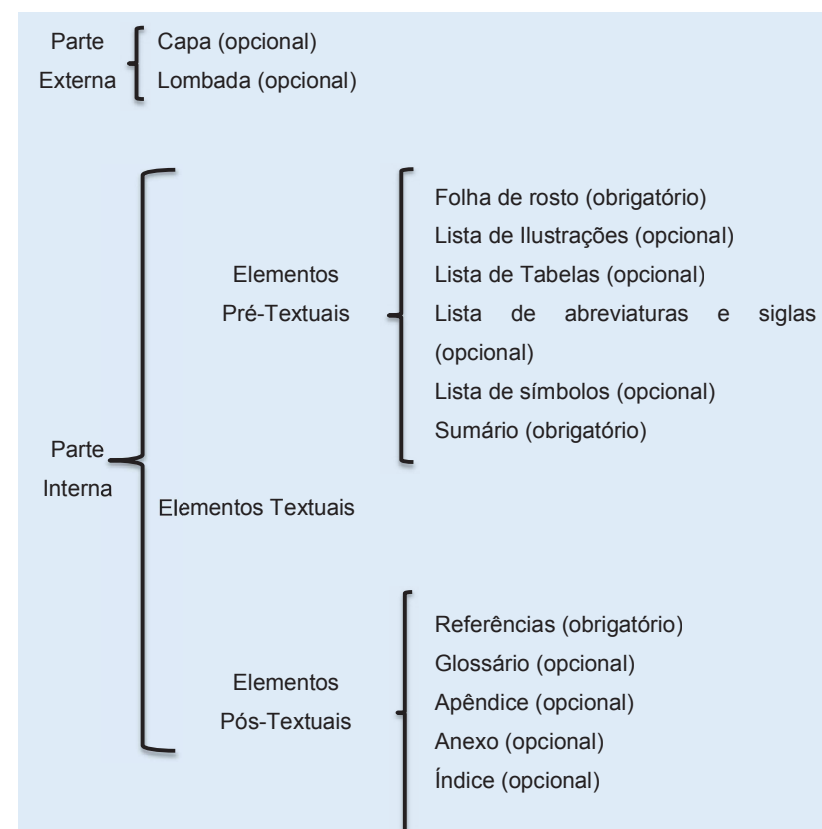 Parte
Externa
Capa (opcional)
Lombada (opcional)
Parte
Interna
Elementos
Pré-Textuais
Folha de rosto (obrigatório)
Lista de Ilustrações (opcional)
Lista de Tabelas (opcional)
Lista de abreviaturas e siglas
(opcional)
Lista de símbolos (opcional)
Sumário (obrigatório)
Elementos Textuais
Elementos
Pós-Textuais
Referências (obrigatório)
Glossário (opcional)
Apêndice (opcional)
Anexo (opcional)
Índice (opcional)